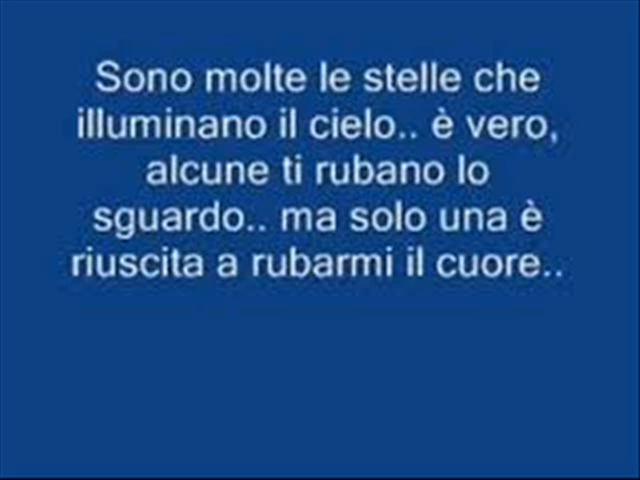 Sono molte le stelle che
illuminano il cielo.. è vero,
alcune ti rubano lo
sguardo.. ma solo una è
riuscita a rubarmi il cuore..